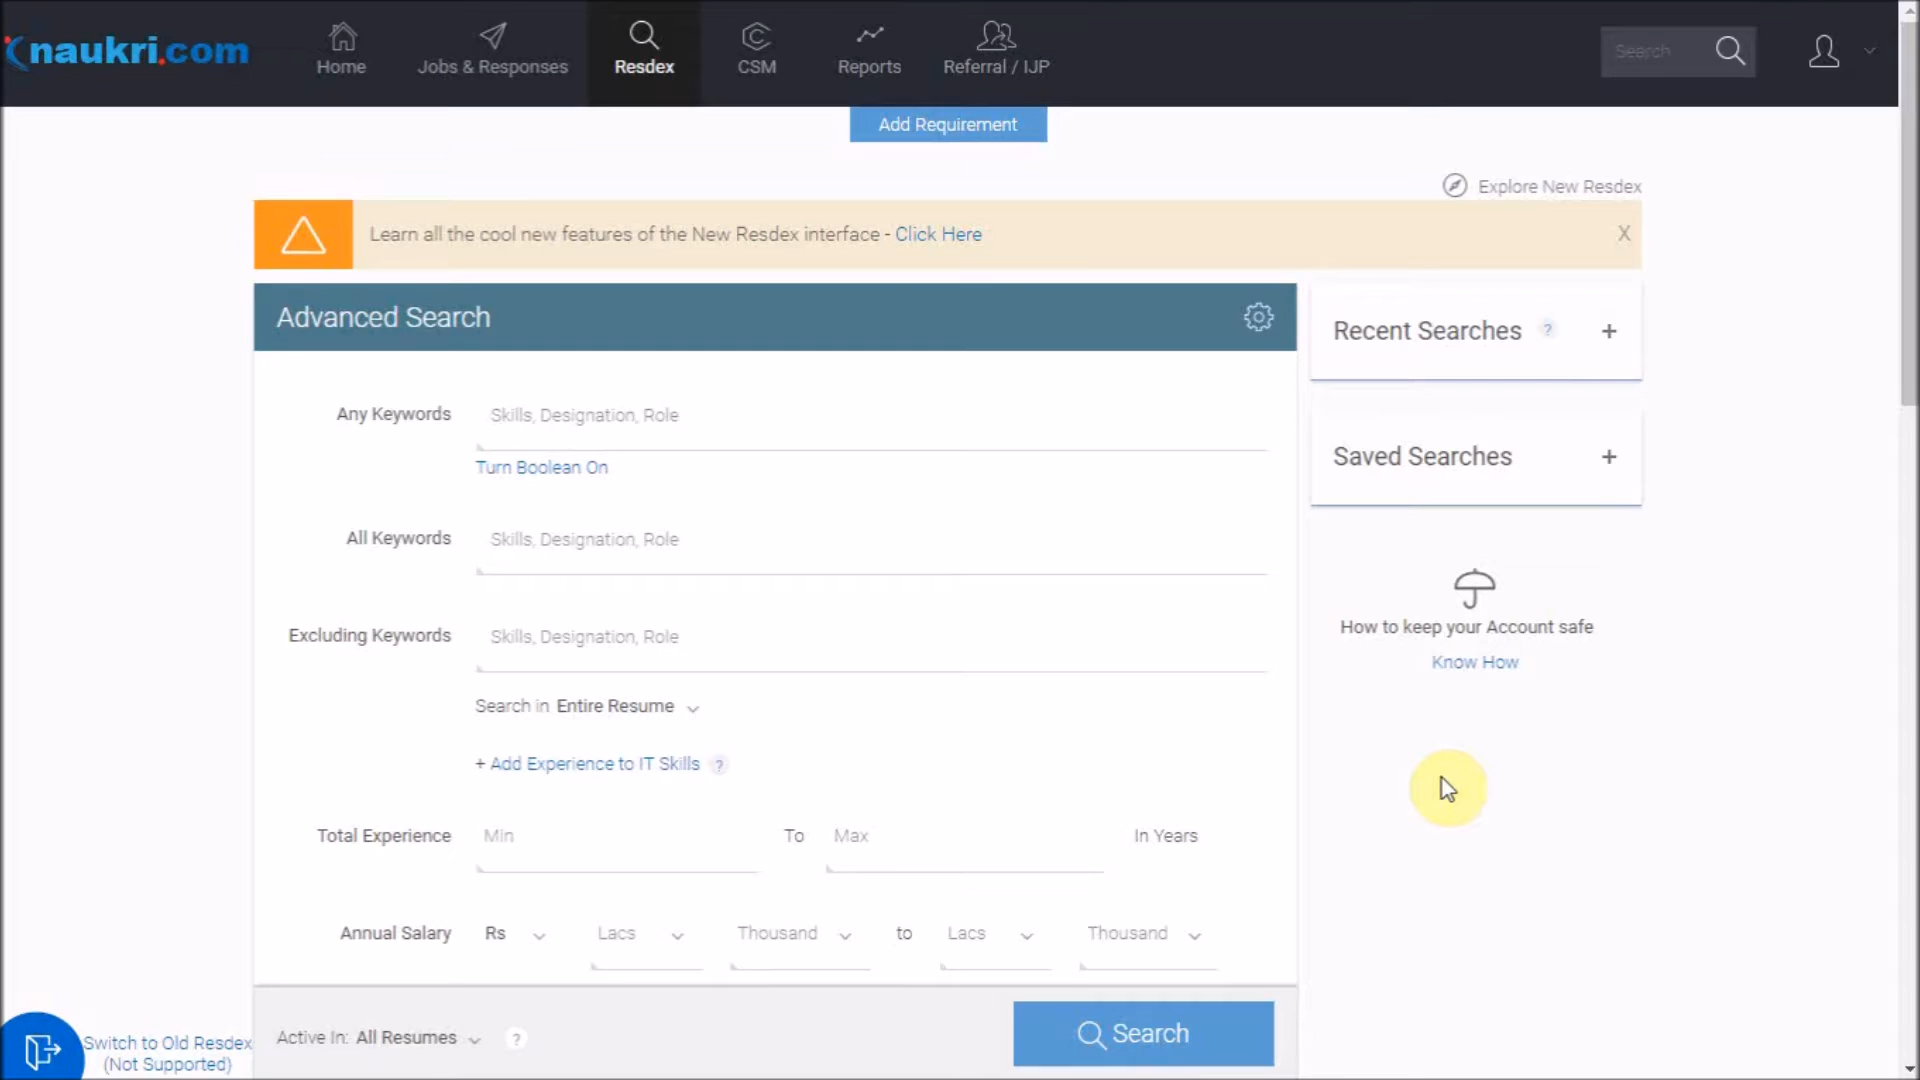 naukri.com
Home
Jobs & Responses
Resdex
CSM
Reports
Referral / IJP
Search
Add Requirement
Explore New Resdex
Learn all the cool new features of the New Resdex interface - Click Here
X
Advanced Search
Recent Searches ? +
Any Keywords Skills, Designation, Role
Turn Boolean On
Saved Searches +
All Keywords Skills, Designation, Role
How to keep your Account safe
Know How
Excluding Keywords Skills, Designation, Role
Search in Entire Resume
+ Add Experience to IT Skills ?
Total Experience Min To Max In Years
Annual Salary Rs Lacs Thousand to Lacs Thousand
Active In: All Resumes ?
Search
Switch to Old Resdex
(Not Supported)